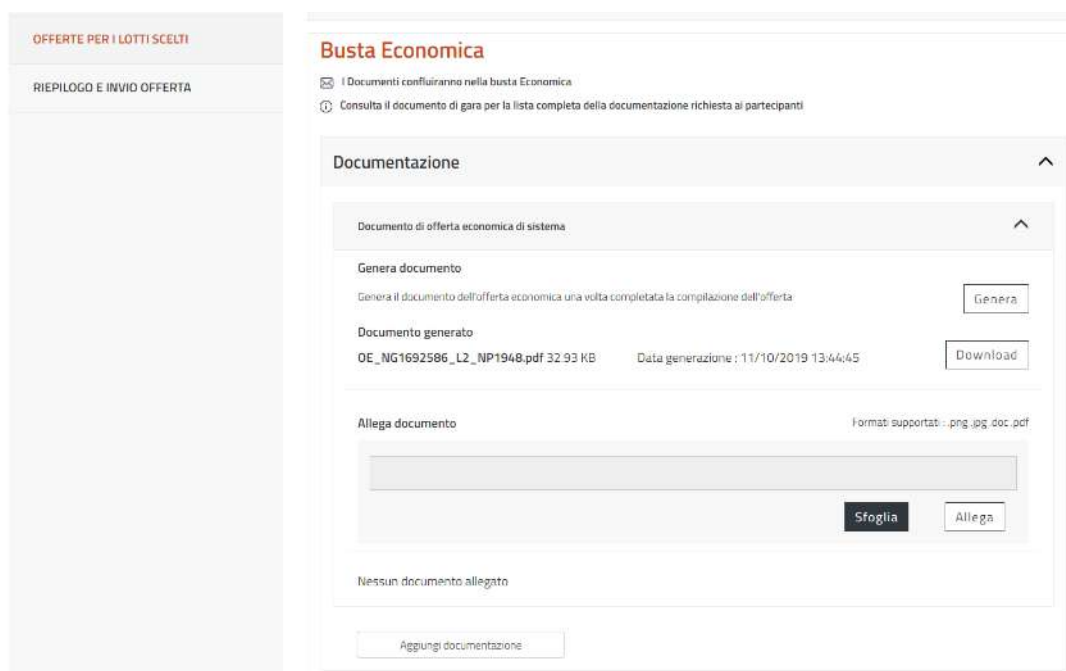 OFFERTE PER I LOTTI SCELTI
RIEPILOGO E INVIO OFFERTA
Busta Economica
I Documenti confluiranno nella busta Economica
Consulta il documento di gara per la lista completa della documentazione richiesta ai partecipanti
Documentazione
Documento di offerta economica di sistema
Genera documento
Genera il documento dell'offerta economica una volta completata la compilazione dell'offerta
Genera
Documento generato
OE_NG1692586_L2_NP1948.pdf 32.93 KB Data generazione : 11/10/2019 13:44:45
Download
Allega documento Formati supportati : .png .jpg .doc .pdf
Sfoglia Allega
Nessun documento allegato
Aggiungi documentazione